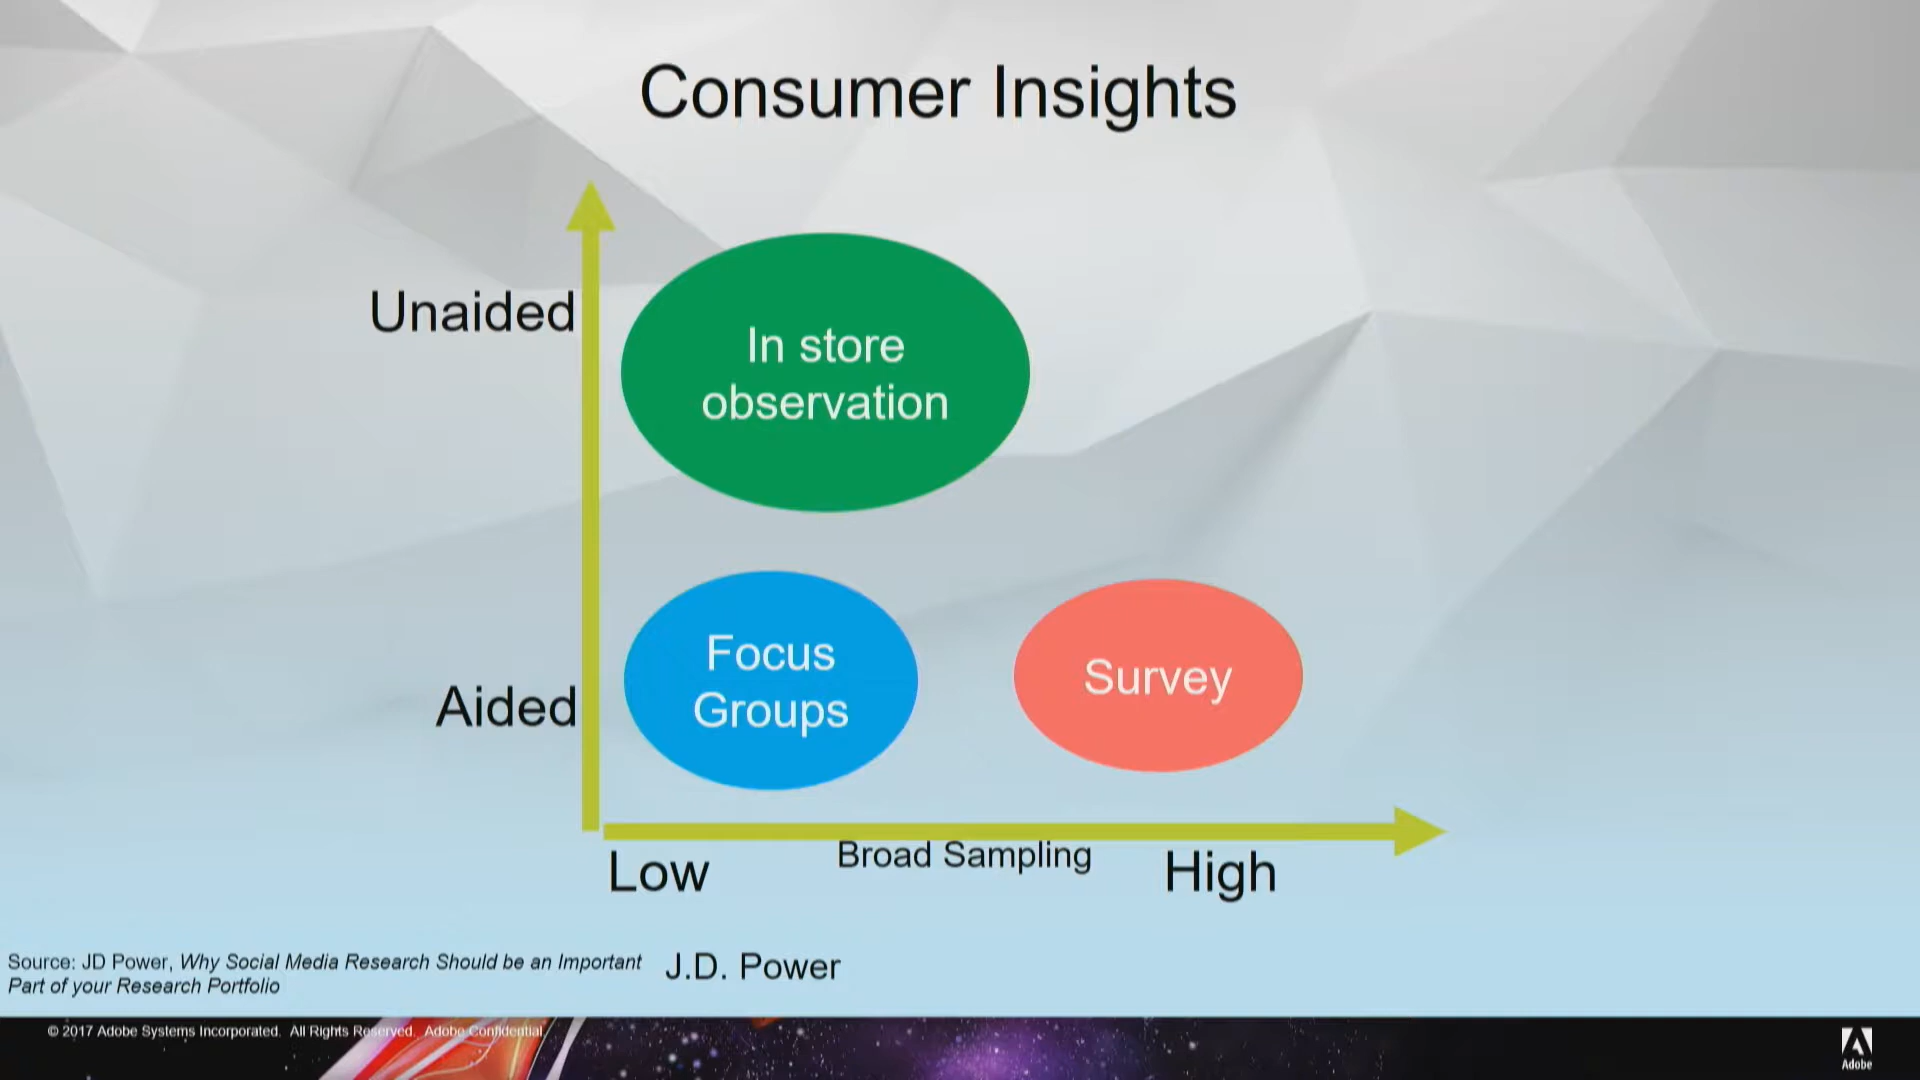 Consumer Insights
Unaided
In store
observation
Focus
Groups
Survey
Aided
Broad Sampling
Low
High
Source: JD Power, Why Social Media Research Should be an Important
Part of your Research Portfolio
J.D. Power
© 2017 Adobe Systems Incorporated. All Rights Reserved. Adobe Confidential.
Adobe